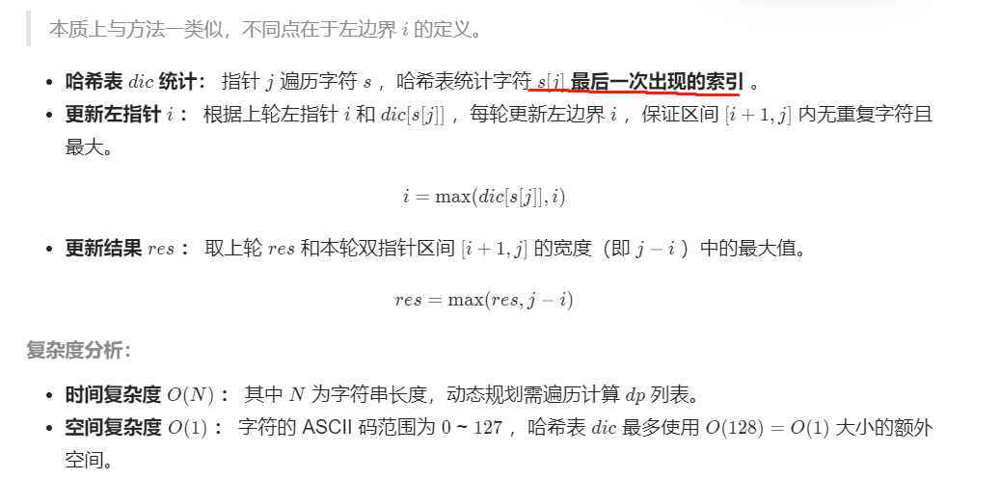 本质上与方法一类似，不同点在于左边界 i 的定义。
• 哈希表 dic 统计： 指针 j 遍历字符 s ，哈希表统计字符 s[j] 最后一次出现的索引 。
• 更新左指针 i ： 根据上轮左指针 i 和 dic[s[j]] ，每轮更新左边界 i ，保证区间 [i + 1, j] 内无重复字符且
最大。
i = max(dic[s[j]], i)
• 更新结果 res ： 取上轮 res 和本轮双指针区间 [i + 1, j] 的宽度（即 j − i ）中的最大值。
res = max(res, j − i)
复杂度分析：
• 时间复杂度 O(N) ： 其中 N 为字符串长度，动态规划需遍历计算 dp 列表。
• 空间复杂度 O(1) ： 字符的 ASCII 码范围为 0 ~ 127 ，哈希表 dic 最多使用 O(128) = O(1) 大小的额外
空间。